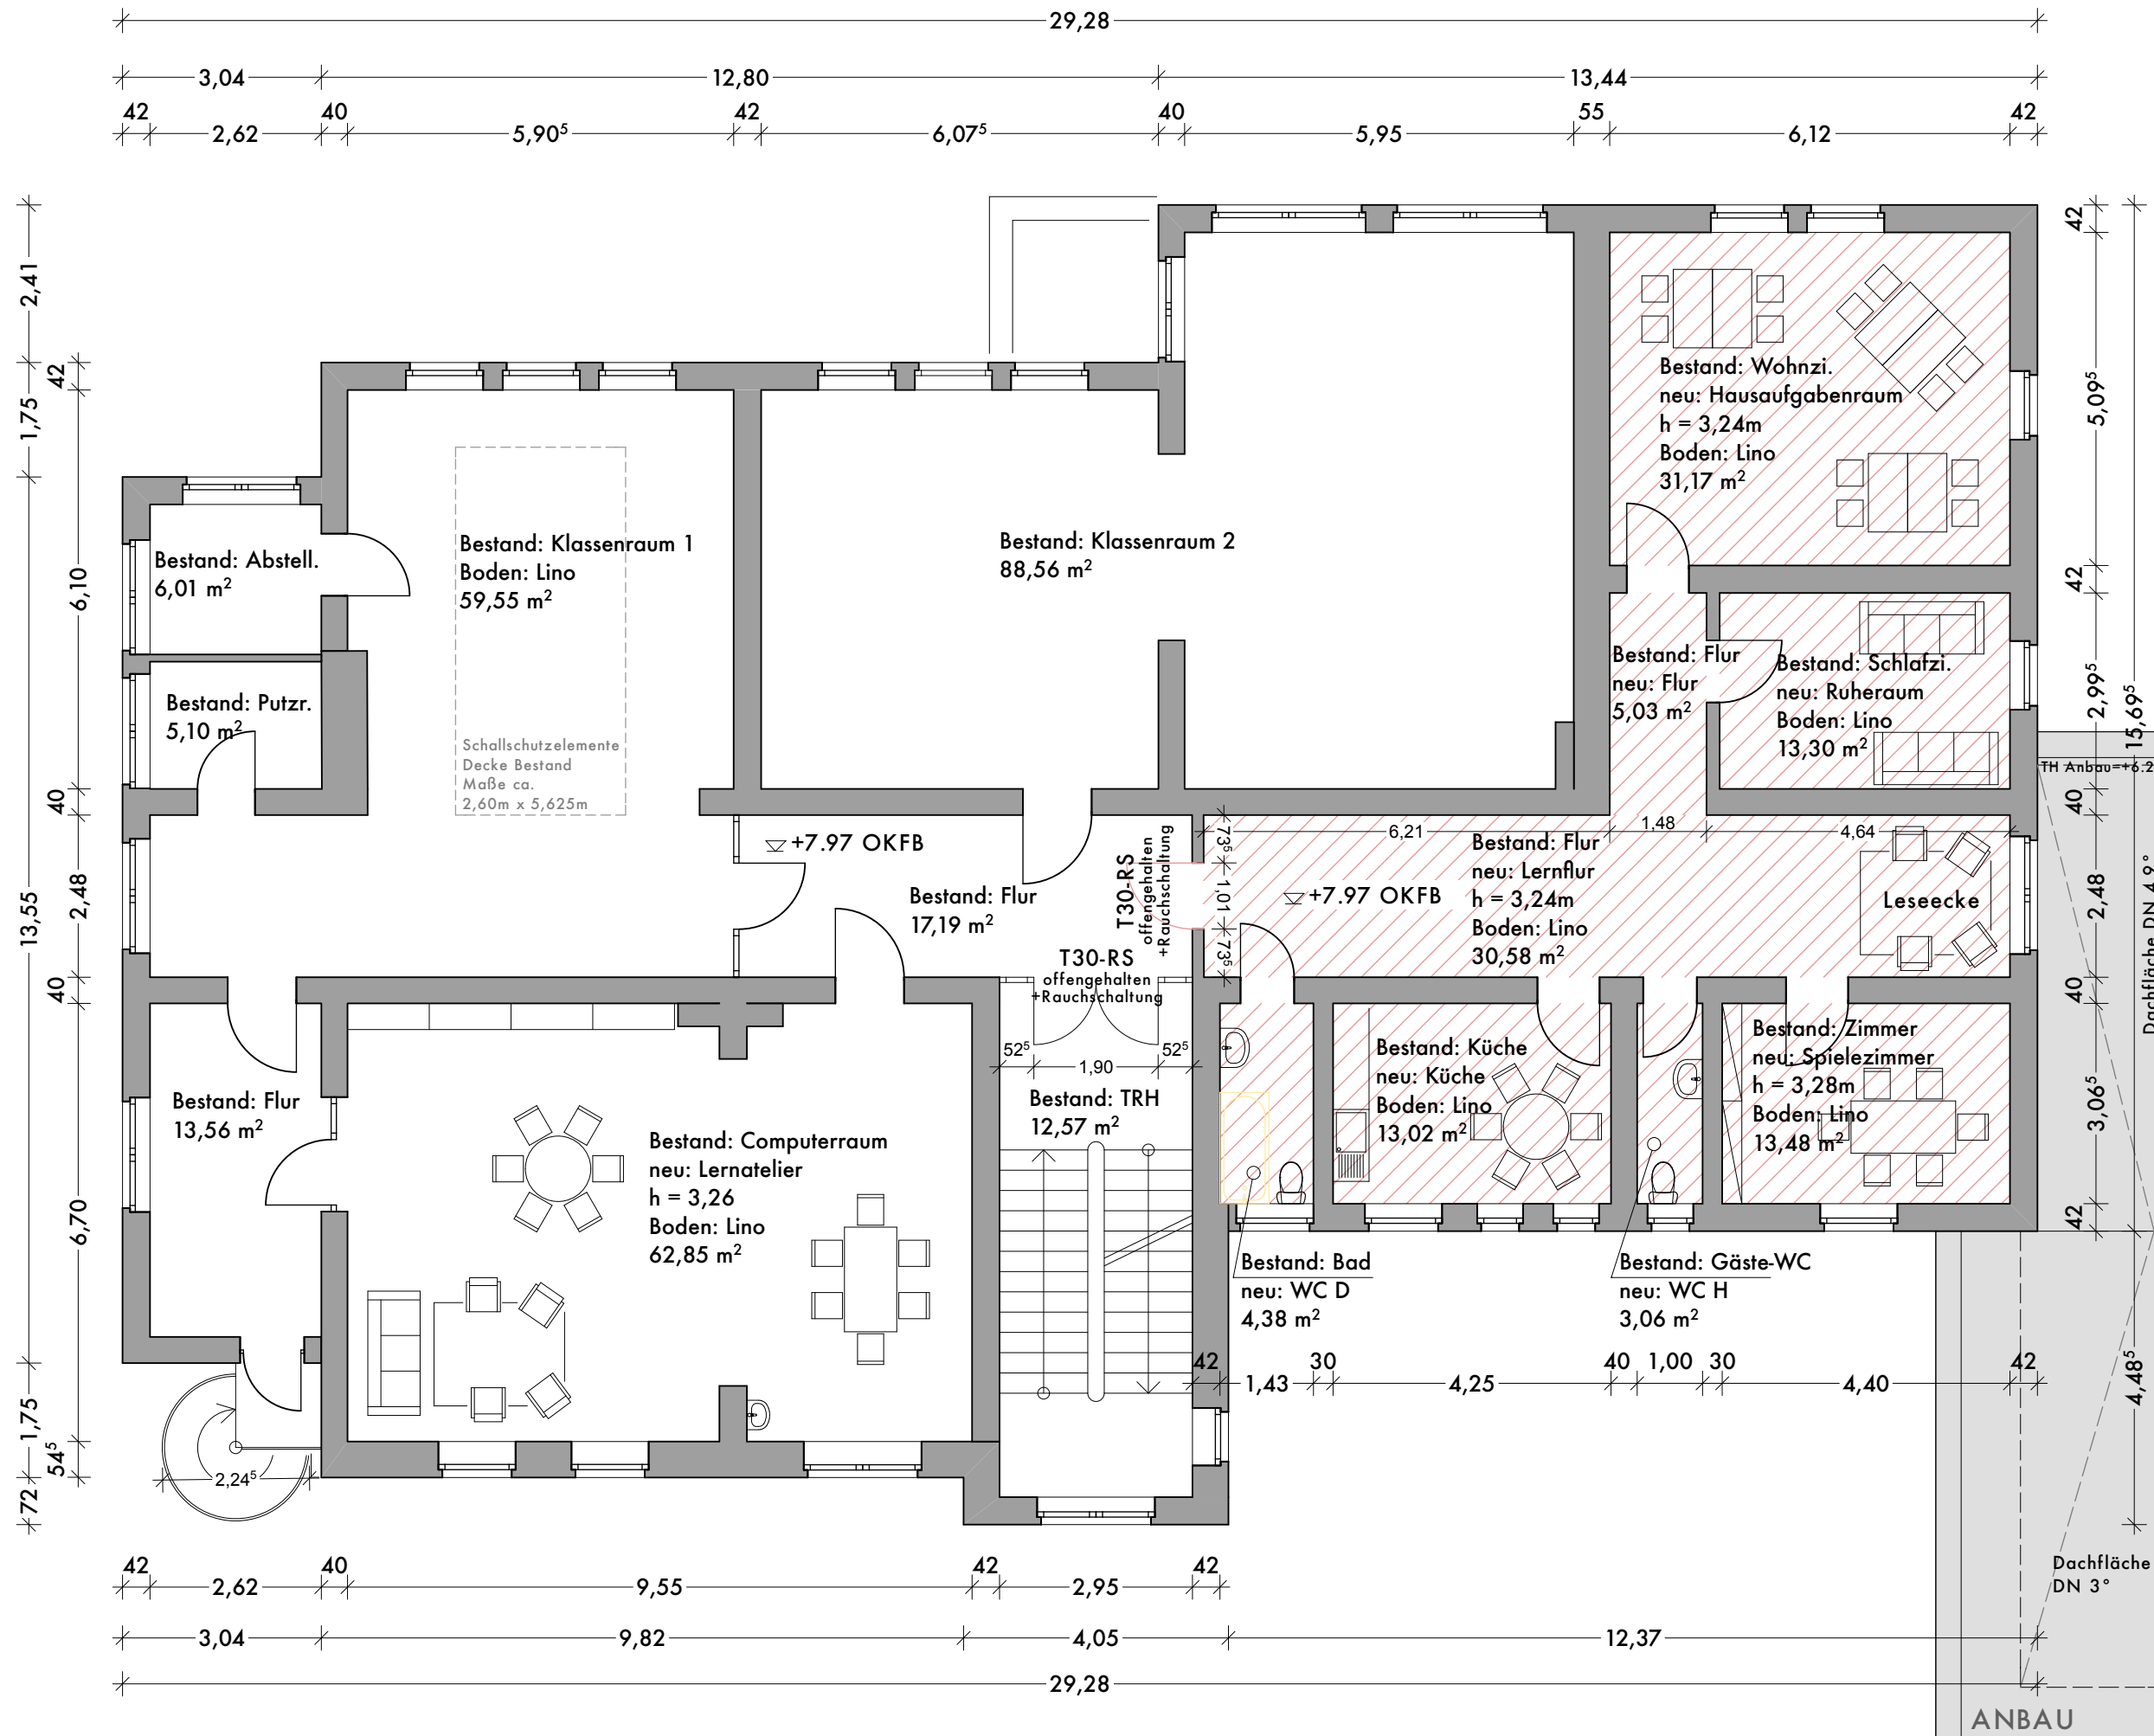 29,28
3,04
12,80
13,44
42
40
42
40
55
42
2,62
5,90⁵
6,07⁵
5,95
6,12
2,41
1,75
13,55
1,75
72
42
6,10
40
2,48
40
6,70
54⁵
42
5,09⁵
42
2,99⁵
40
2,48
40
3,06⁵
42
15,69⁵
4,48⁵
Bestand: Wohnzi.
neu: Hausaufgabenraum
h = 3,24m
Boden: Lino
31,17 m²
Bestand: Abstell.
6,01 m²
Bestand: Klassenraum 1
Boden: Lino
59,55 m²
Bestand: Klassenraum 2
88,56 m²
Bestand: Putzr.
5,10 m²
Schallschutzelemente
Decke Bestand
Maße ca.
2,60m x 5,625m
Bestand: Flur
neu: Flur
5,03 m²
Bestand: Schlafzi.
neu: Ruheraum
Boden: Lino
13,30 m²
TH Anbau=+6.2
+7.97 OKFB
Bestand: Flur
17,19 m²
T30-RS
offengehalten
+Rauchschaltung
T30-RS
offengehalten
+Rauchschaltung
73⁵
1,01
73⁵
6,21
1,48
4,64
+7.97 OKFB
Bestand: Flur
neu: Lernflur
h = 3,24m
Boden: Lino
30,58 m²
Leseecke
Dachfläche DN 4,9°
52⁵
1,90
52⁵
Bestand: TRH
12,57 m²
Bestand: Flur
13,56 m²
Bestand: Computerraum
neu: Lernatelier
h = 3,26
Boden: Lino
62,85 m²
Bestand: Küche
neu: Küche
Boden: Lino
13,02 m²
Bestand: Zimmer
neu: Spielezimmer
h = 3,28m
Boden: Lino
13,48 m²
Bestand: Bad
neu: WC D
4,38 m²
Bestand: Gäste-WC
neu: WC H
3,06 m²
42
30
40
1,00
30
42
1,43
4,25
4,40
2,24⁵
42
40
42
42
2,62
9,55
2,95
3,04
9,82
4,05
12,37
29,28
Dachfläche
DN 3°
ANBAU